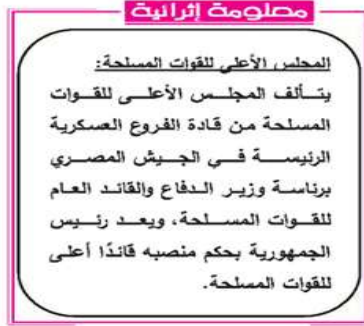 معلومة إثرائية
المجلس الأعلى للقوات المسلحة:
يتألف المجلس الأعلى للقوات
المسلحة من قادة الفروع العسكرية
الرئيسة في الجيش المصري
برئاسة وزير الدفاع والقائد العام
للقوات المسلحة، ويعد رئيس
الجمهورية بحكم منصبه قائدًا أعلى
للقوات المسلحة.